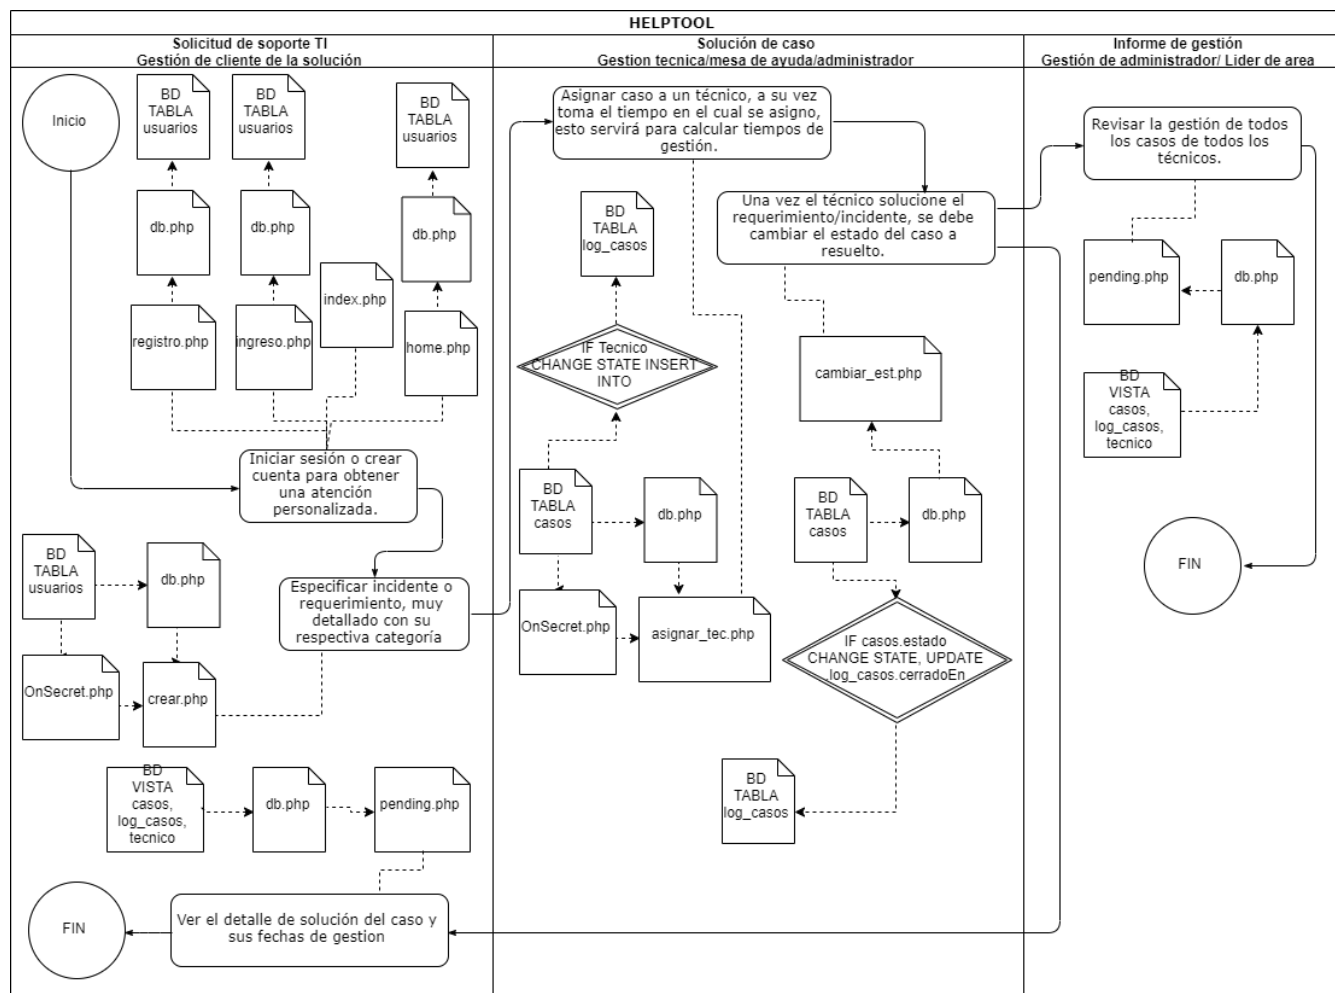 HELPTOOL
Solicitud de soporte TI
Gestión de cliente de la solución
Solución de caso
Gestion tecnica/mesa de ayuda/administrador
Informe de gestión
Gestión de administrador/ Lider de area
Inicio
BD
TABLA
usuarios
BD
TABLA
usuarios
BD
TABLA
usuarios
db.php
db.php
db.php
registro.php
ingreso.php
index.php
home.php
Iniciar sesión o crear
cuenta para obtener
una atención
personalizada.
BD
TABLA
usuarios
db.php
Especificar incidente o
requerimiento, muy
detallado con su
respectiva categoría
OnSecret.php
crear.php
BD
VISTA
casos,
log_casos,
tecnico
db.php
pending.php
FIN
Ver el detalle de solución del caso y
sus fechas de gestion
Asignar caso a un técnico, a su vez
toma el tiempo en el cual se asigno,
esto servirá para calcular tiempos de
gestión.
BD
TABLA
log_casos
Una vez el técnico solucione el
requerimiento/incidente, se debe
cambiar el estado del caso a
resuelto.
IF Tecnico
CHANGE STATE INSERT
INTO
cambiar_est.php
BD
TABLA
casos
db.php
BD
TABLA
casos
db.php
OnSecret.php
asignar_tec.php
IF casos.estado
CHANGE STATE, UPDATE
log_casos.cerradoEn
BD
TABLA
log_casos
Revisar la gestión de todos
los casos de todos los
técnicos.
pending.php
db.php
BD
VISTA
casos,
log_casos,
tecnico
FIN